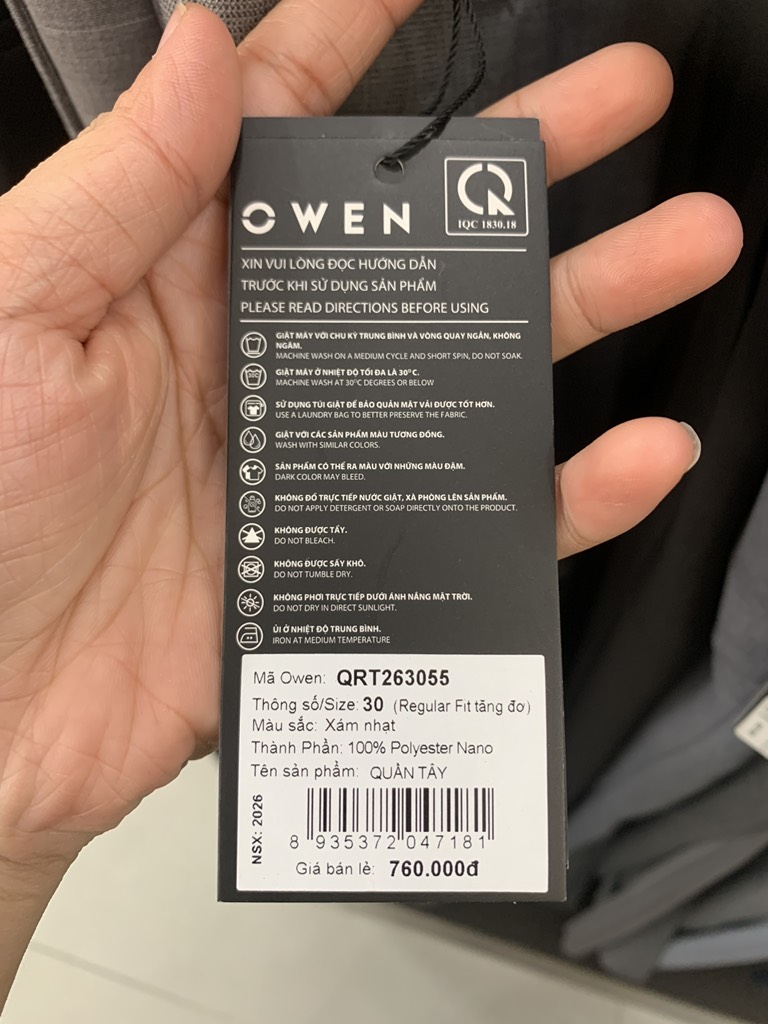 OWEN
IQC 1830.18
XIN VUI LÒNG ĐỌC HƯỚNG DẪN
TRƯỚC KHI SỬ DỤNG SẢN PHẨM
PLEASE READ DIRECTIONS BEFORE USING
GIẶT MÁY VỚI CHU KỲ TRUNG BÌNH VÀ VÒNG QUAY NGẮN, KHÔNG
NGÂM.
MACHINE WASH ON A MEDIUM CYCLE AND SHORT SPIN, DO NOT SOAK.
GIẶT MÁY Ở NHIỆT ĐỘ TỐI ĐA LÀ 30°C.
MACHINE WASH AT 30°C DEGREES OR BELOW
SỬ DỤNG TÚI GIẶT ĐỂ BẢO QUẢN MẶT VẢI ĐƯỢC TỐT HƠN.
USE A LAUNDRY BAG TO BETTER PRESERVE THE FABRIC.
GIẶT VỚI CÁC SẢN PHẨM MÀU TƯƠNG ĐỒNG.
WASH WITH SIMILAR COLORS.
SẢN PHẨM CÓ THỂ RA MÀU VỚI NHỮNG MÀU ĐẬM.
DARK COLOR MAY BLEED.
KHÔNG ĐỔ TRỰC TIẾP NƯỚC GIẶT, XÀ PHÒNG LÊN SẢN PHẨM.
DO NOT APPLY DETERGENT OR SOAP DIRECTLY ONTO THE PRODUCT.
KHÔNG ĐƯỢC TẨY.
DO NOT BLEACH.
KHÔNG ĐƯỢC SẤY KHÔ.
DO NOT TUMBLE DRY.
KHÔNG PHƠI TRỰC TIẾP DƯỚI ÁNH NẮNG MẶT TRỜI.
DO NOT DRY IN DIRECT SUNLIGHT.
ỦI Ở NHIỆT ĐỘ TRUNG BÌNH.
IRON AT MEDIUM TEMPERATURE
Mã Owen: QRT263055
Thông số/Size: 30 (Regular Fit tăng đơ)
Màu sắc: Xám nhạt
Thành Phần: 100% Polyester Nano
Tên sản phẩm: QUẦN TÂY
NSX: 2026
8 935372 047181
Giá bán lẻ: 760.000đ